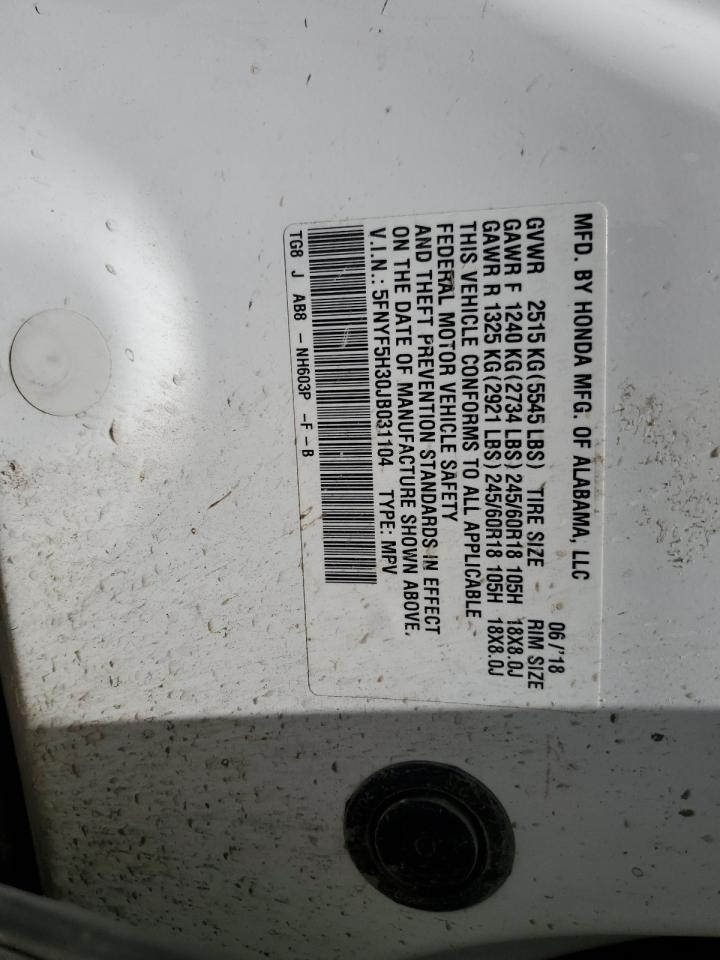 MFD. BY HONDA MFG. OF ALABAMA, LLC 06/'18
GVWR 2515 KG(5545 LBS) TIRE SIZE RIM SIZE
GAWR F 1240 KG(2734 LBS) 245/60R18 105H 18X8.0J
GAWR R 1325 KG(2921 LBS) 245/60R18 105H 18X8.0J
THIS VEHICLE CONFORMS TO ALL APPLICABLE
FEDERAL MOTOR VEHICLE SAFETY
AND THEFT PREVENTION STANDARDS IN EFFECT
ON THE DATE OF MANUFACTURE SHOWN ABOVE.
V.I.N.: 5FNYF5H30JB031104 TYPE: MPV
TG8 J AB8 - NH603P -F-B